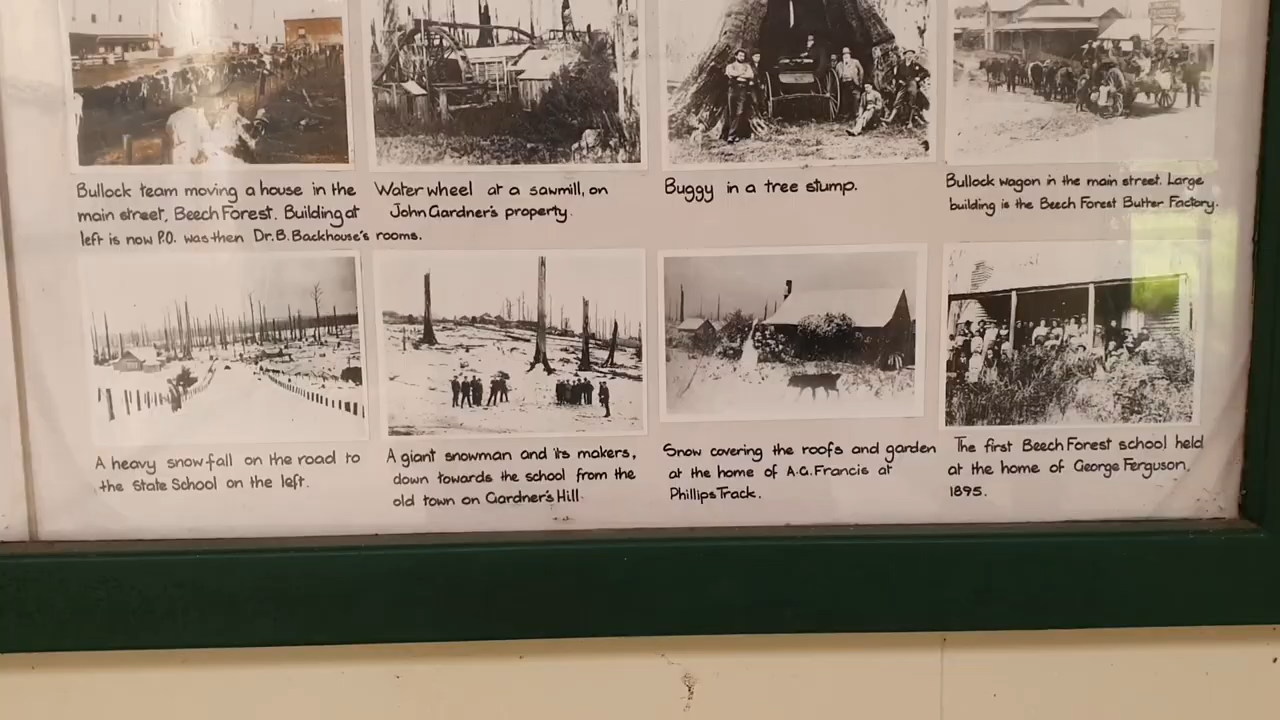 Bullock team moving a house in the
main street, Beech Forest. Building at
left is now P.O. was then Dr. B. Backhouse's rooms.
Water wheel at a sawmill, on
John Gardner's property.
Buggy in a tree stump.
Bullock wagon in the main street. Large
building is the Beech Forest Butter Factory.
A heavy snowfall on the road to
the State School on the left.
A giant snowman and its makers,
down towards the school from the
old town on Gardner's Hill.
Snow covering the roofs and garden
at the home of A.G. Francis at
Phillips Track.
The first Beech Forest school held
at the home of George Ferguson,
1895.